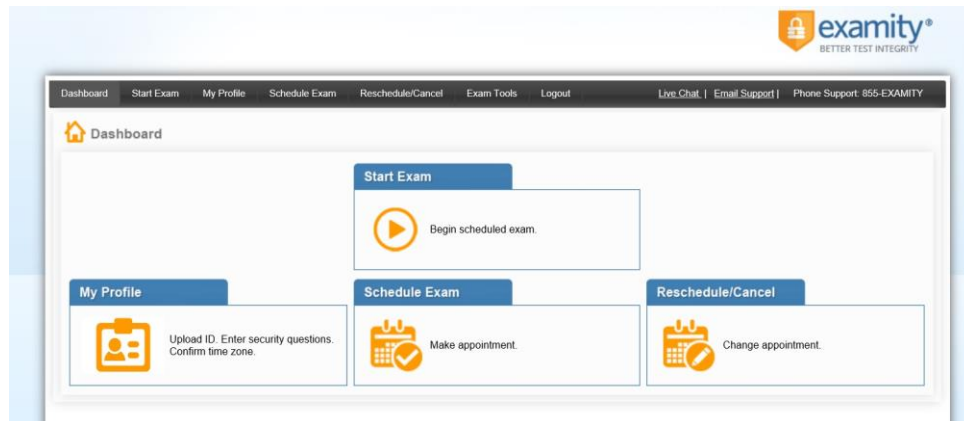 examity®
BETTER TEST INTEGRITY
Dashboard Start Exam My Profile Schedule Exam Reschedule/Cancel Exam Tools Logout Live Chat | Email Support | Phone Support: 855-EXAMITY
Dashboard
Start Exam
Begin scheduled exam.
My Profile
Upload ID. Enter security questions.
Confirm time zone.
Schedule Exam
Make appointment.
Reschedule/Cancel
Change appointment.